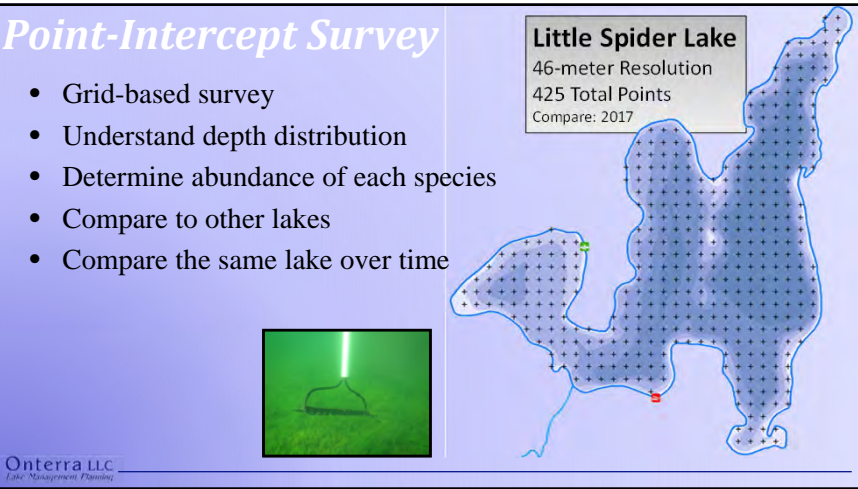 Point-Intercept Survey
• Grid-based survey
• Understand depth distribution
• Determine abundance of each species
• Compare to other lakes
• Compare the same lake over time
Little Spider Lake
46-meter Resolution
425 Total Points
Compare: 2017
Onterra LLC
Lake Management Planning